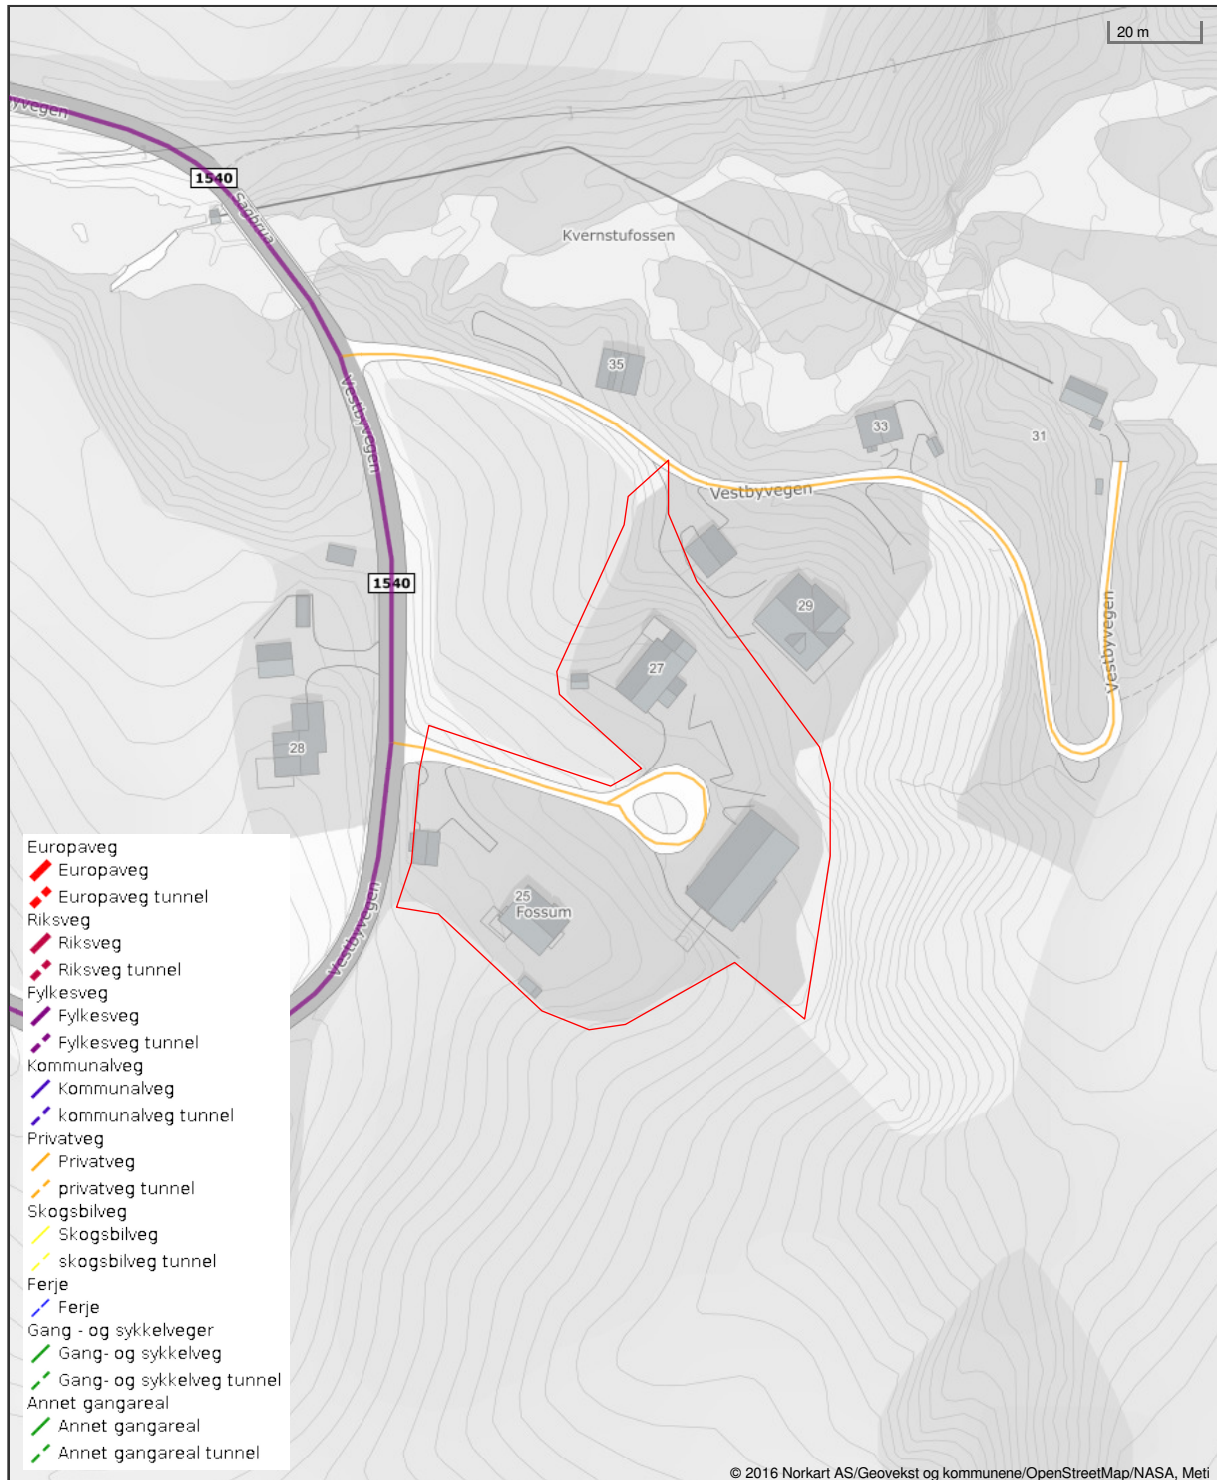 20 m
byvegen
1540
Sagbrua
Kvernstufossen
35
33
31
Vestbyvegen
Vestbyvegen
1540
29
27
Vestbyvegen
28
25
Fossum
Vestbyvegen
Europaveg
Europaveg
Europaveg tunnel
Riksveg
Riksveg
Riksveg tunnel
Fylkesveg
Fylkesveg
Fylkesveg tunnel
Kommunalveg
Kommunalveg
kommunalveg tunnel
Privatveg
Privatveg
privatveg tunnel
Skogsbilveg
Skogsbilveg
skogsbilveg tunnel
Ferje
Ferje
Gang - og sykkelveger
Gang- og sykkelveg
Gang- og sykkelveg tunnel
Annet gangareal
Annet gangareal
Annet gangareal tunnel
© 2016 Norkart AS/Geovekst og kommunene/OpenStreetMap/NASA, Meti